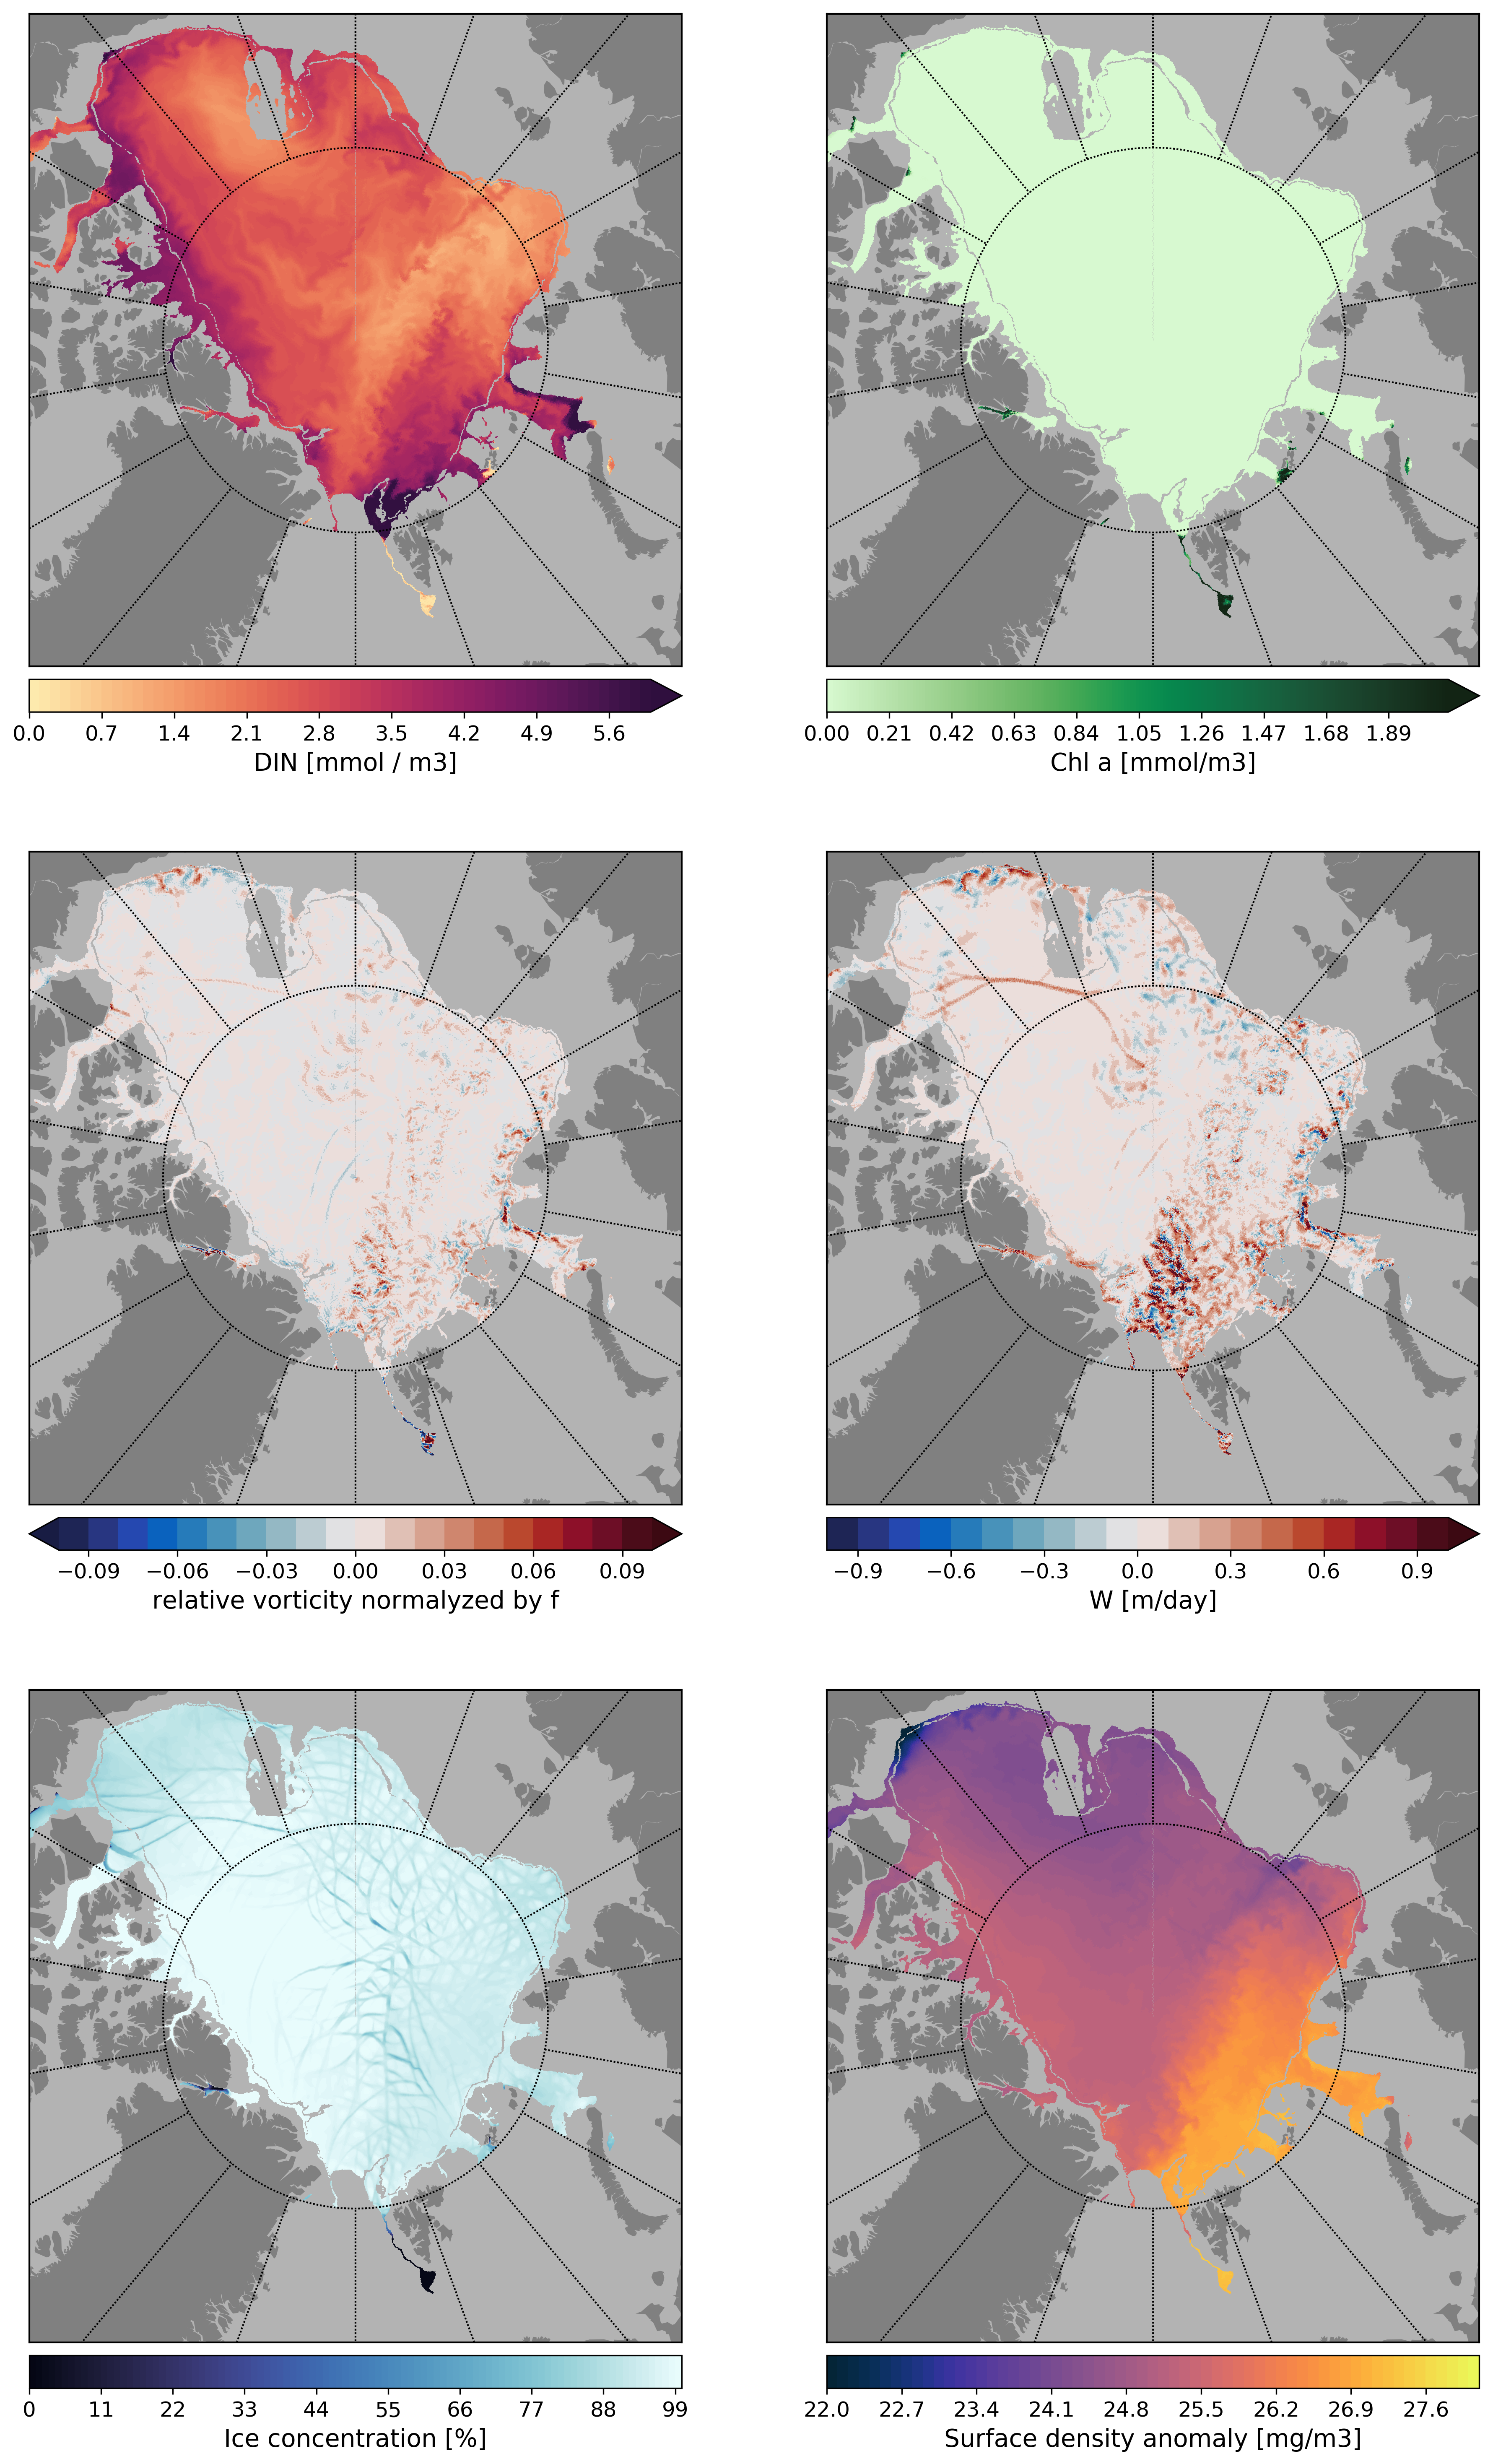 0.0 0.7 1.4 2.1 2.8 3.5 4.2 4.9 5.6
DIN [mmol / m3]
0.00 0.21 0.42 0.63 0.84 1.05 1.26 1.47 1.68 1.89
Chl a [mmol/m3]
−0.09 −0.06 −0.03 0.00 0.03 0.06 0.09
relative vorticity normalyzed by f
−0.9 −0.6 −0.3 0.0 0.3 0.6 0.9
W [m/day]
0 11 22 33 44 55 66 77 88 99
Ice concentration [%]
22.0 22.7 23.4 24.1 24.8 25.5 26.2 26.9 27.6
Surface density anomaly [mg/m3]